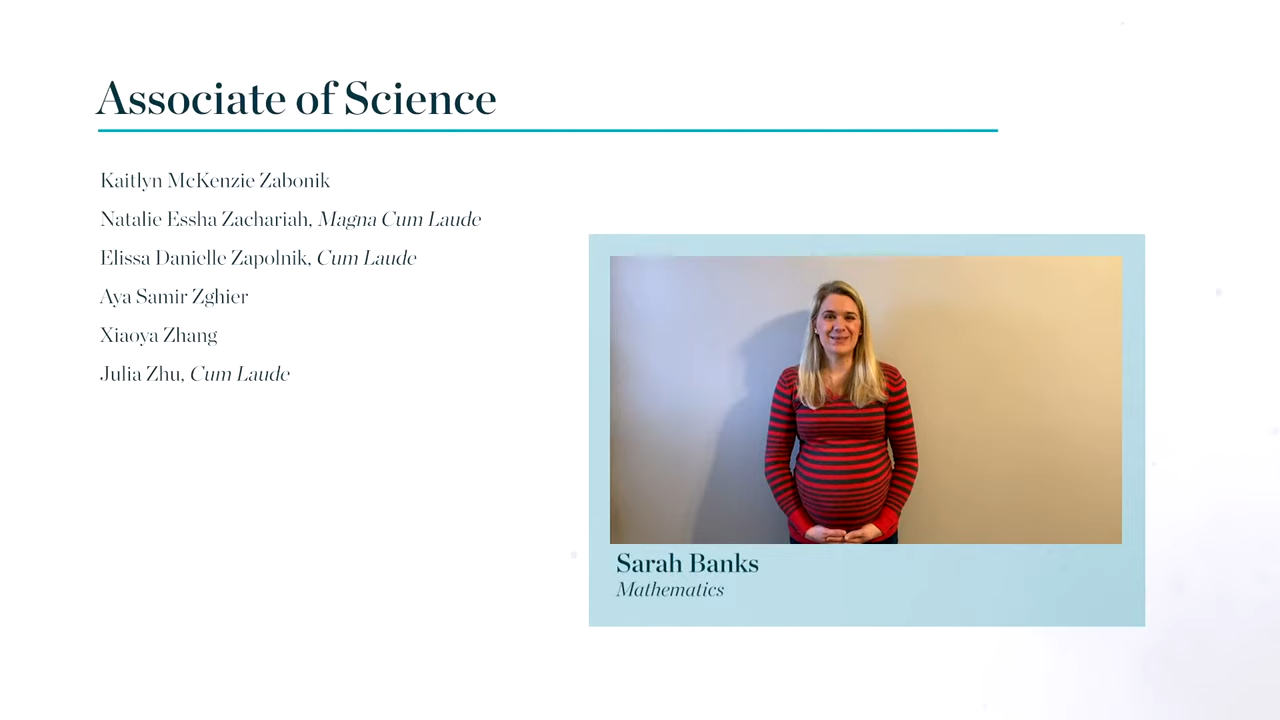 Associate of Science
Kaitlyn McKenzie Zabonik
Natalie Essha Zachariah, Magna Cum Laude
Elissa Danielle Zapolnik, Cum Laude
Aya Samir Zghier
Xiaoya Zhang
Julia Zhu, Cum Laude
Sarah Banks
Mathematics